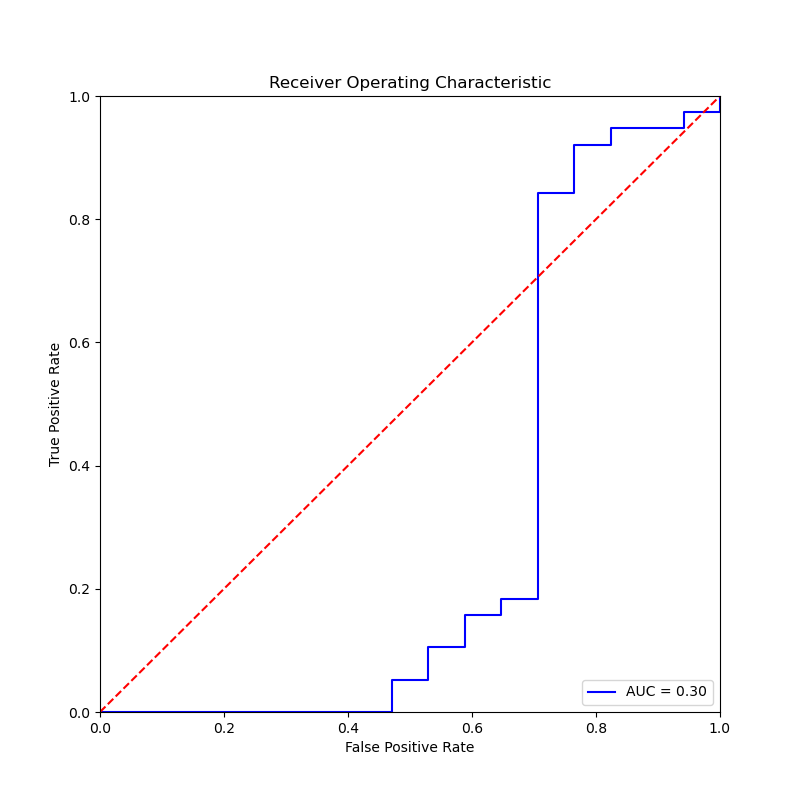 Receiver Operating Characteristic
1.0
0.8
0.6
0.4
0.2
0.0
True Positive Rate
AUC = 0.30
0.0 0.2 0.4 0.6 0.8 1.0
False Positive Rate